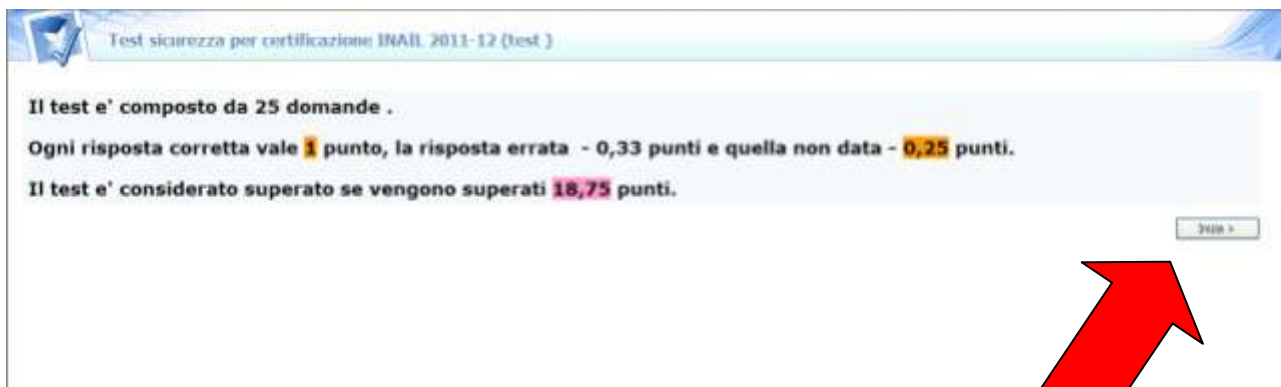 Test sicurezza per certificazione INAIL 2011-12 (test )
Il test e' composto da 25 domande .
Ogni risposta corretta vale 1 punto, la risposta errata - 0,33 punti e quella non data - 0,25 punti.
Il test e' considerato superato se vengono superati 18,75 punti.